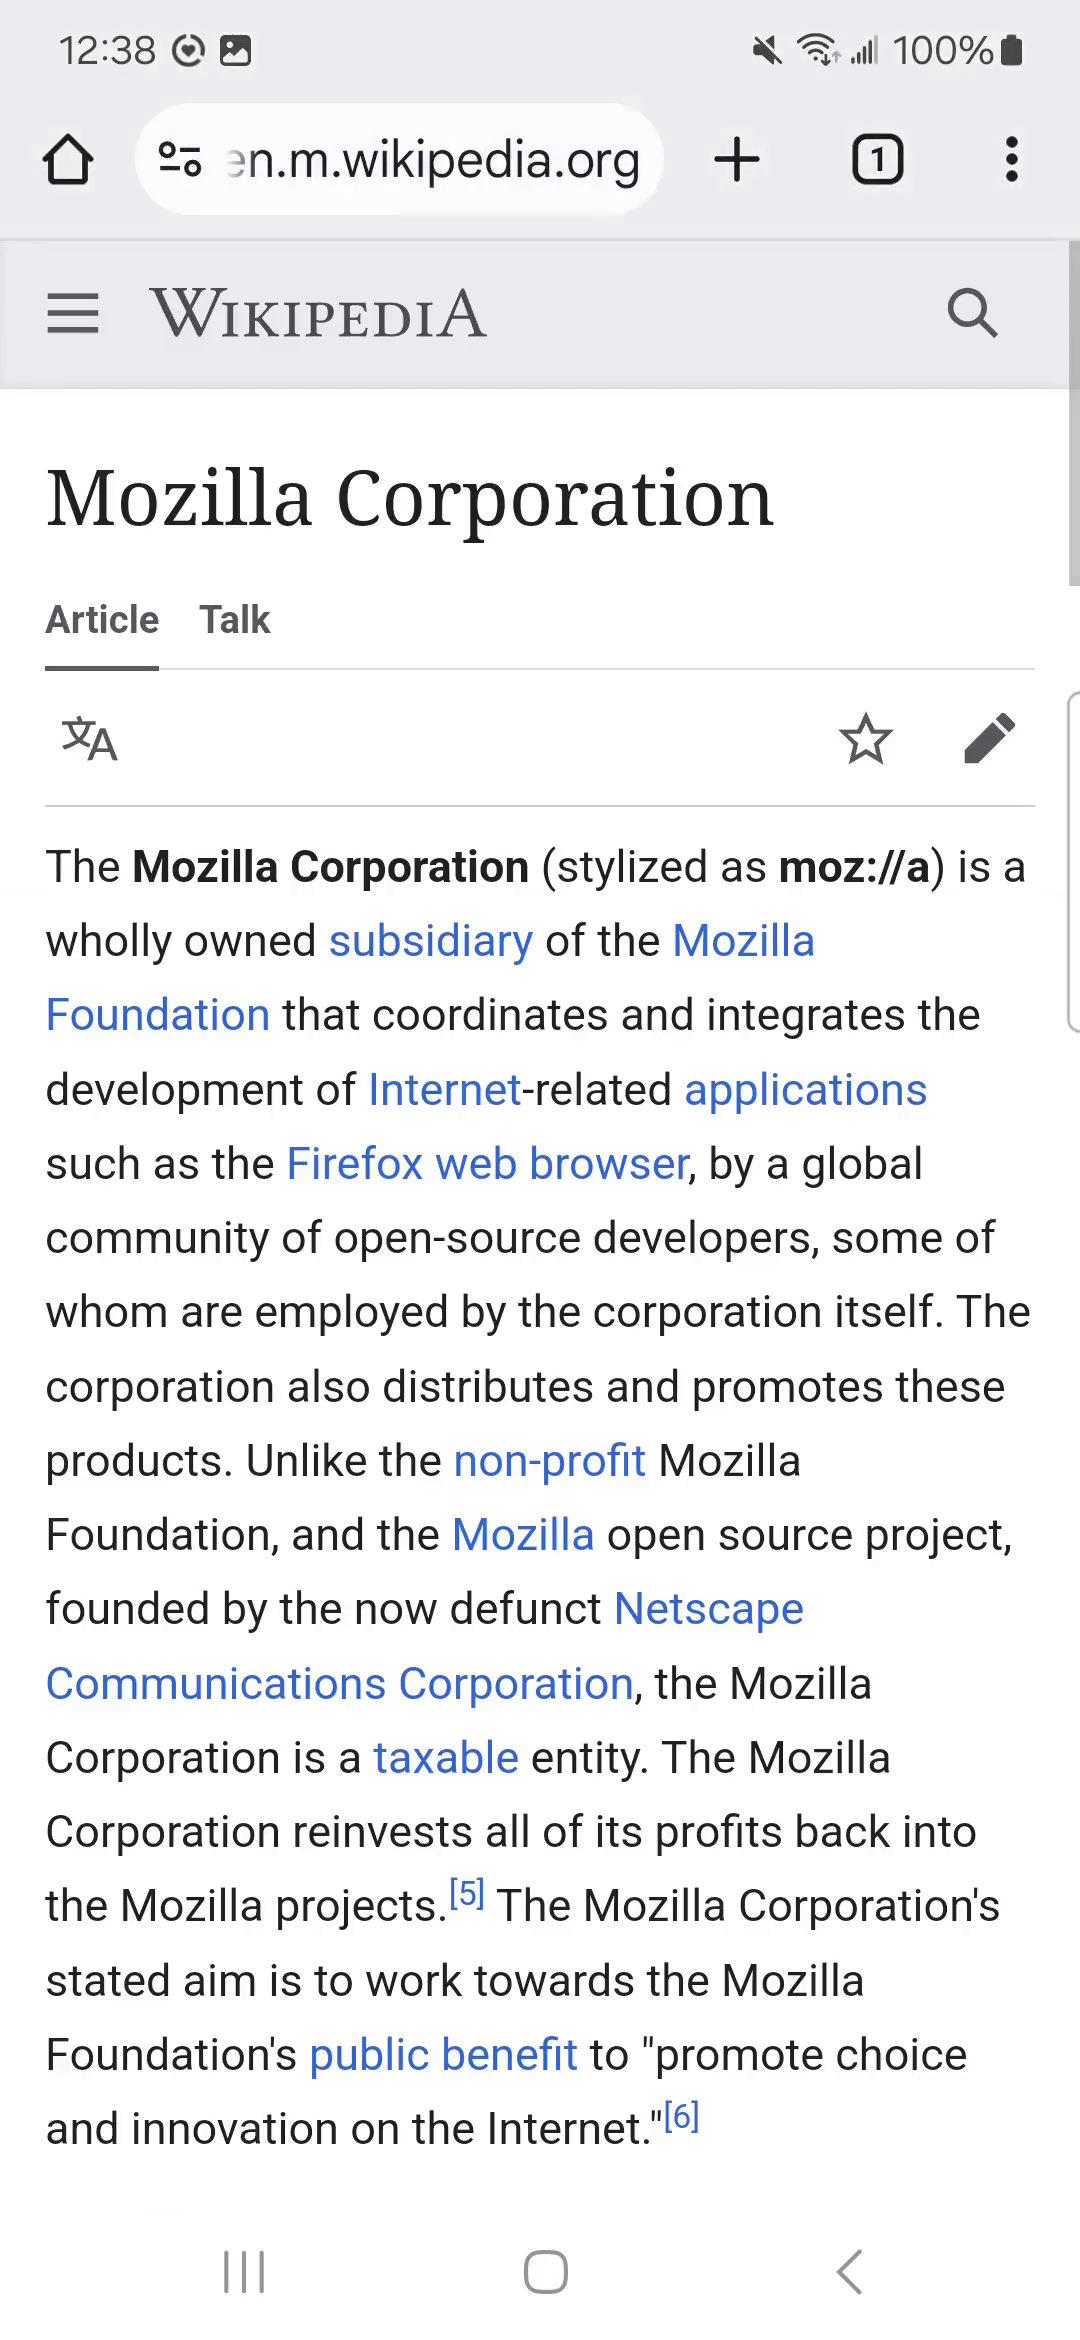 12:38 100%
en.m.wikipedia.org 1
WIKIPEDIA
Mozilla Corporation
Article Talk
文A
The Mozilla Corporation (stylized as moz://a) is a
wholly owned subsidiary of the Mozilla
Foundation that coordinates and integrates the
development of Internet-related applications
such as the Firefox web browser, by a global
community of open-source developers, some of
whom are employed by the corporation itself. The
corporation also distributes and promotes these
products. Unlike the non-profit Mozilla
Foundation, and the Mozilla open source project,
founded by the now defunct Netscape
Communications Corporation, the Mozilla
Corporation is a taxable entity. The Mozilla
Corporation reinvests all of its profits back into
the Mozilla projects.[5] The Mozilla Corporation's
stated aim is to work towards the Mozilla
Foundation's public benefit to "promote choice
and innovation on the Internet."[6]